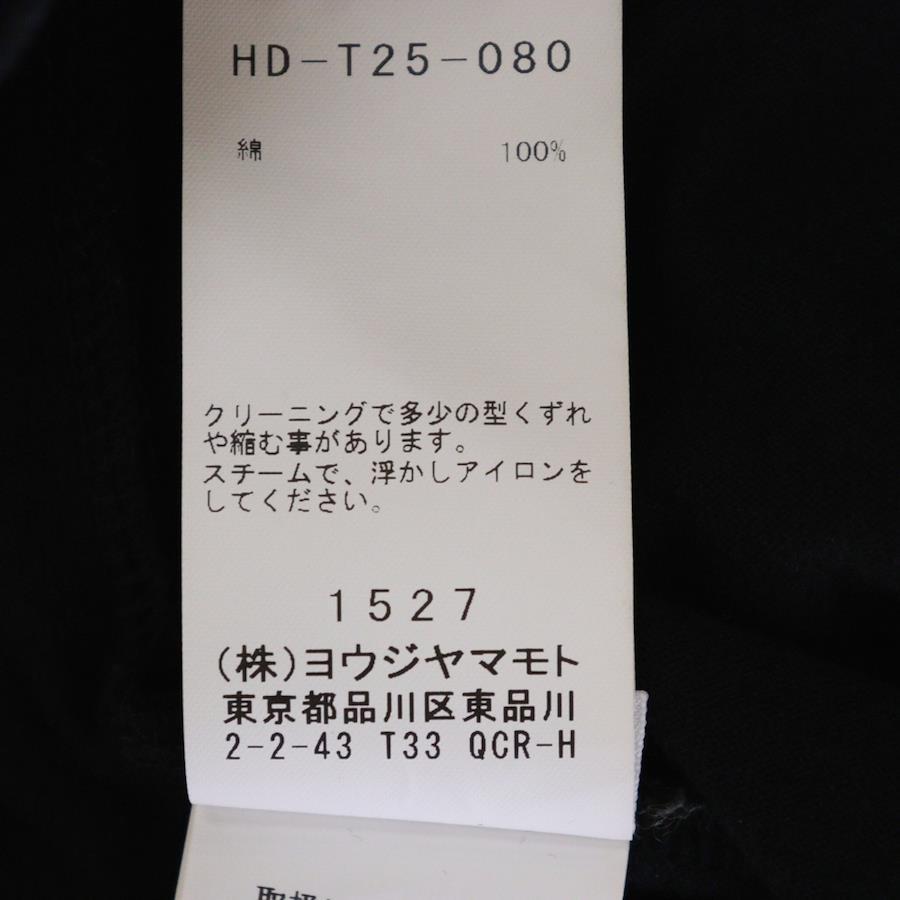 HD-T25-080
綿 100%
クリーニングで多少の型くずれ
や縮む事があります。
スチームで、浮かしアイロンを
してください。
1527
(株)ヨウジヤマモト
東京都品川区東品川
2-2-43 T33 QCR-H